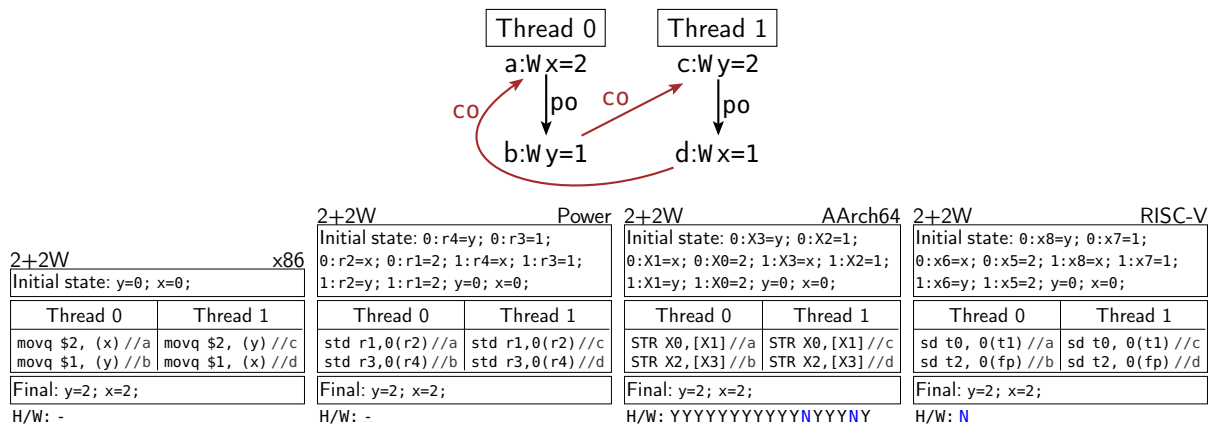 Thread 0 Thread 1
a:W x=2 c:W y=2
co po co po
b:W y=1 d:W x=1
2+2W x86
Initial state: y=0; x=0;
Thread 0 Thread 1
movq $2, (x) //a movq $2, (y) //c
movq $1, (y) //b movq $1, (x) //d
Final: y=2; x=2;
H/W: -
2+2W Power
Initial state: 0:r4=y; 0:r3=1;
0:r2=x; 0:r1=2; 1:r4=x; 1:r3=1;
1:r2=y; 1:r1=2; y=0; x=0;
Thread 0 Thread 1
std r1,0(r2) //a std r1,0(r2) //c
std r3,0(r4) //b std r3,0(r4) //d
Final: y=2; x=2;
H/W: -
2+2W AArch64
Initial state: 0:X3=y; 0:X2=1;
0:X1=x; 0:X0=2; 1:X3=x; 1:X2=1;
1:X1=y; 1:X0=2; y=0; x=0;
Thread 0 Thread 1
STR X0,[X1] //a STR X0,[X1] //c
STR X2,[X3] //b STR X2,[X3] //d
Final: y=2; x=2;
H/W: YYYYYYYYYYYNYYYNY
2+2W RISC-V
Initial state: 0:x8=y; 0:x7=1;
0:x6=x; 0:x5=2; 1:x8=x; 1:x7=1;
1:x6=y; 1:x5=2; y=0; x=0;
Thread 0 Thread 1
sd t0, 0(t1) //a sd t0, 0(t1) //c
sd t2, 0(fp) //b sd t2, 0(fp) //d
Final: y=2; x=2;
H/W: N